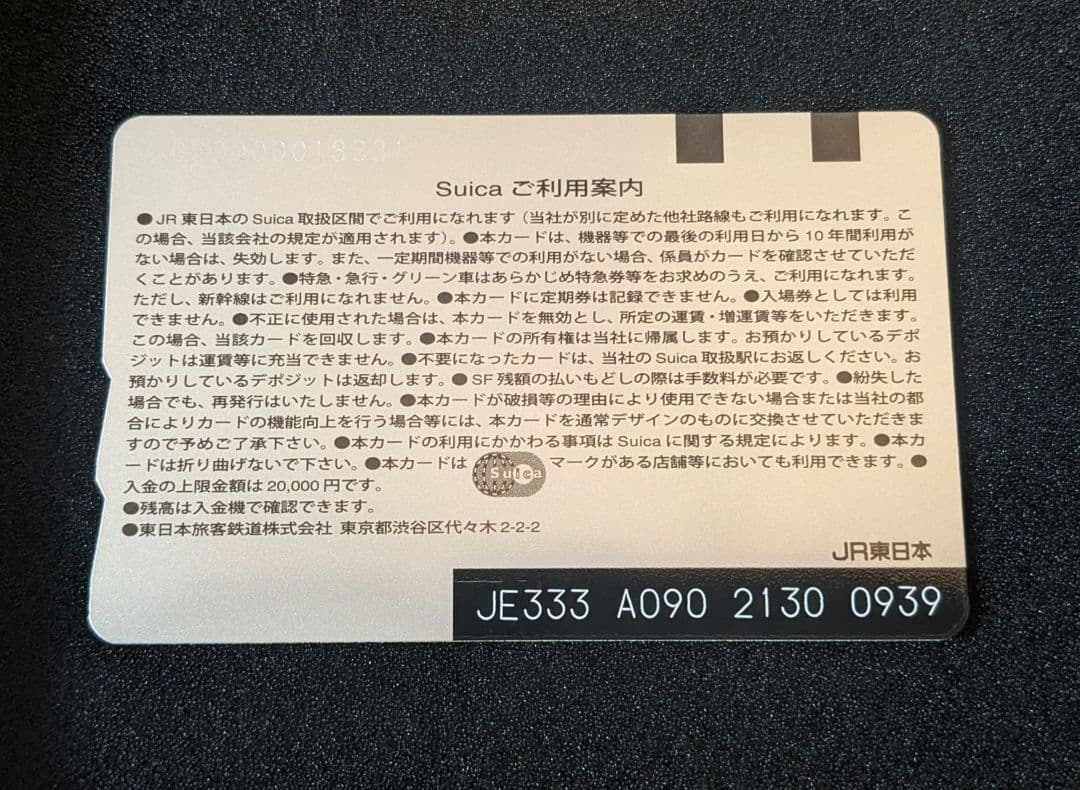 Suica ご利用案内
●JR東日本のSuica取扱区間でご利用になれます（当社が別に定めた他社路線もご利用になれます。こ
の場合、当該会社の規定が適用されます）。●本カードは、機器等での最後の利用日から10年間利用が
ない場合は、失効します。また、一定期間機器等での利用がない場合、係員がカードを確認させていただ
くことがあります。●特急・急行・グリーン車はあらかじめ特急券等をお求めのうえ、ご利用になれます。
ただし、新幹線はご利用になれません。●本カードに定期券は記録できません。●入場券としては利用
できません。●不正に使用された場合は、本カードを無効とし、所定の運賃・増運賃等をいただきます。
この場合、当該カードを回収します。●本カードの所有権は当社に帰属します。お預かりしているデポ
ジットは運賃等に充当できません。●不要になったカードは、当社のSuica取扱駅にお返しください。お
預かりしているデポジットは返却します。●SF残額の払いもどしの際は手数料が必要です。●紛失した
場合でも、再発行はいたしません。●本カードが破損等の理由により使用できない場合または当社の都
合によりカードの機能向上を行う場合等には、本カードを通常デザインのものに交換させていただきま
すので予めご了承下さい。●本カードの利用にかかわる事項はSuicaに関する規定によります。●本カ
ードは折り曲げないで下さい。●本カードは Suica マークがある店舗等においても利用できます。●
入金の上限金額は20,000円です。
●残高は入金機で確認できます。
●東日本旅客鉄道株式会社 東京都渋谷区代々木2-2-2
JR東日本
JE333 A090 2130 0939